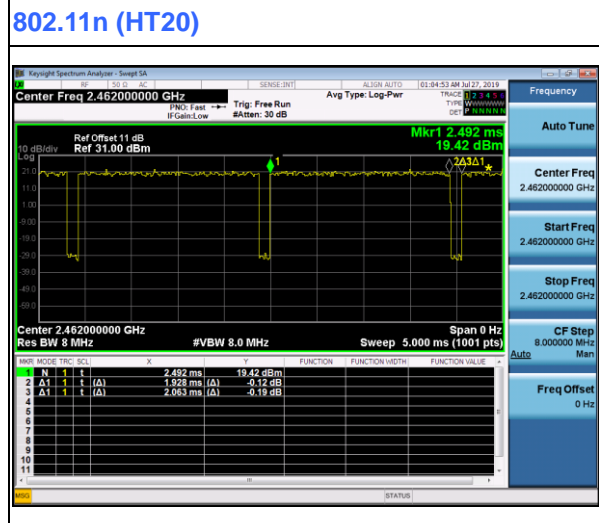 802.11n (HT20)
Keysight Spectrum Analyzer - Swept SA
RF 50 Ω AC SENSE:INT ALIGN AUTO 01:04:53 AM Jul 27, 2019
Center Freq 2.462000000 GHz
PNO: Fast
IFGain:Low
Trig: Free Run
#Atten: 30 dB
Avg Type: Log-Pwr
TRACE 1 2 3 4 5 6
TYPE WWWWWW
DET P N N N N N
Frequency
Auto Tune
Ref Offset 11 dB
10 dB/div Ref 31.00 dBm
Log
Mkr1 2.492 ms
19.42 dBm
1
2Δ3Δ1
21.0
11.0
1.00
-9.00
-19.0
-29.0
-39.0
-49.0
-59.0
Center Freq
2.462000000 GHz
Start Freq
2.462000000 GHz
Stop Freq
2.462000000 GHz
Center 2.462000000 GHz Span 0 Hz
Res BW 8 MHz #VBW 8.0 MHz Sweep 5.000 ms (1001 pts)
CF Step
8.000000 MHz
Auto Man
Freq Offset
0 Hz
MKR MODE TRC SCL X Y FUNCTION FUNCTION WIDTH FUNCTION VALUE
1 N 1 t 2.492 ms 19.42 dBm
2 Δ1 1 t (Δ) 1.928 ms (Δ) -0.12 dB
3 Δ1 1 t (Δ) 2.063 ms (Δ) -0.19 dB
4
5
6
7
8
9
10
11
MSG STATUS